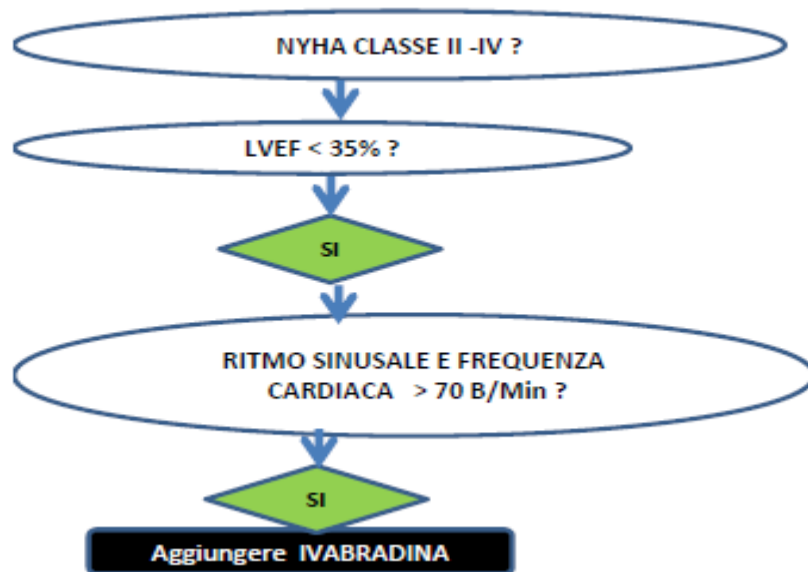 NYHA CLASSE II -IV ?
LVEF < 35% ?
SI
RITMO SINUSALE E FREQUENZA
CARDIACA > 70 B/Min ?
SI
Aggiungere IVABRADINA